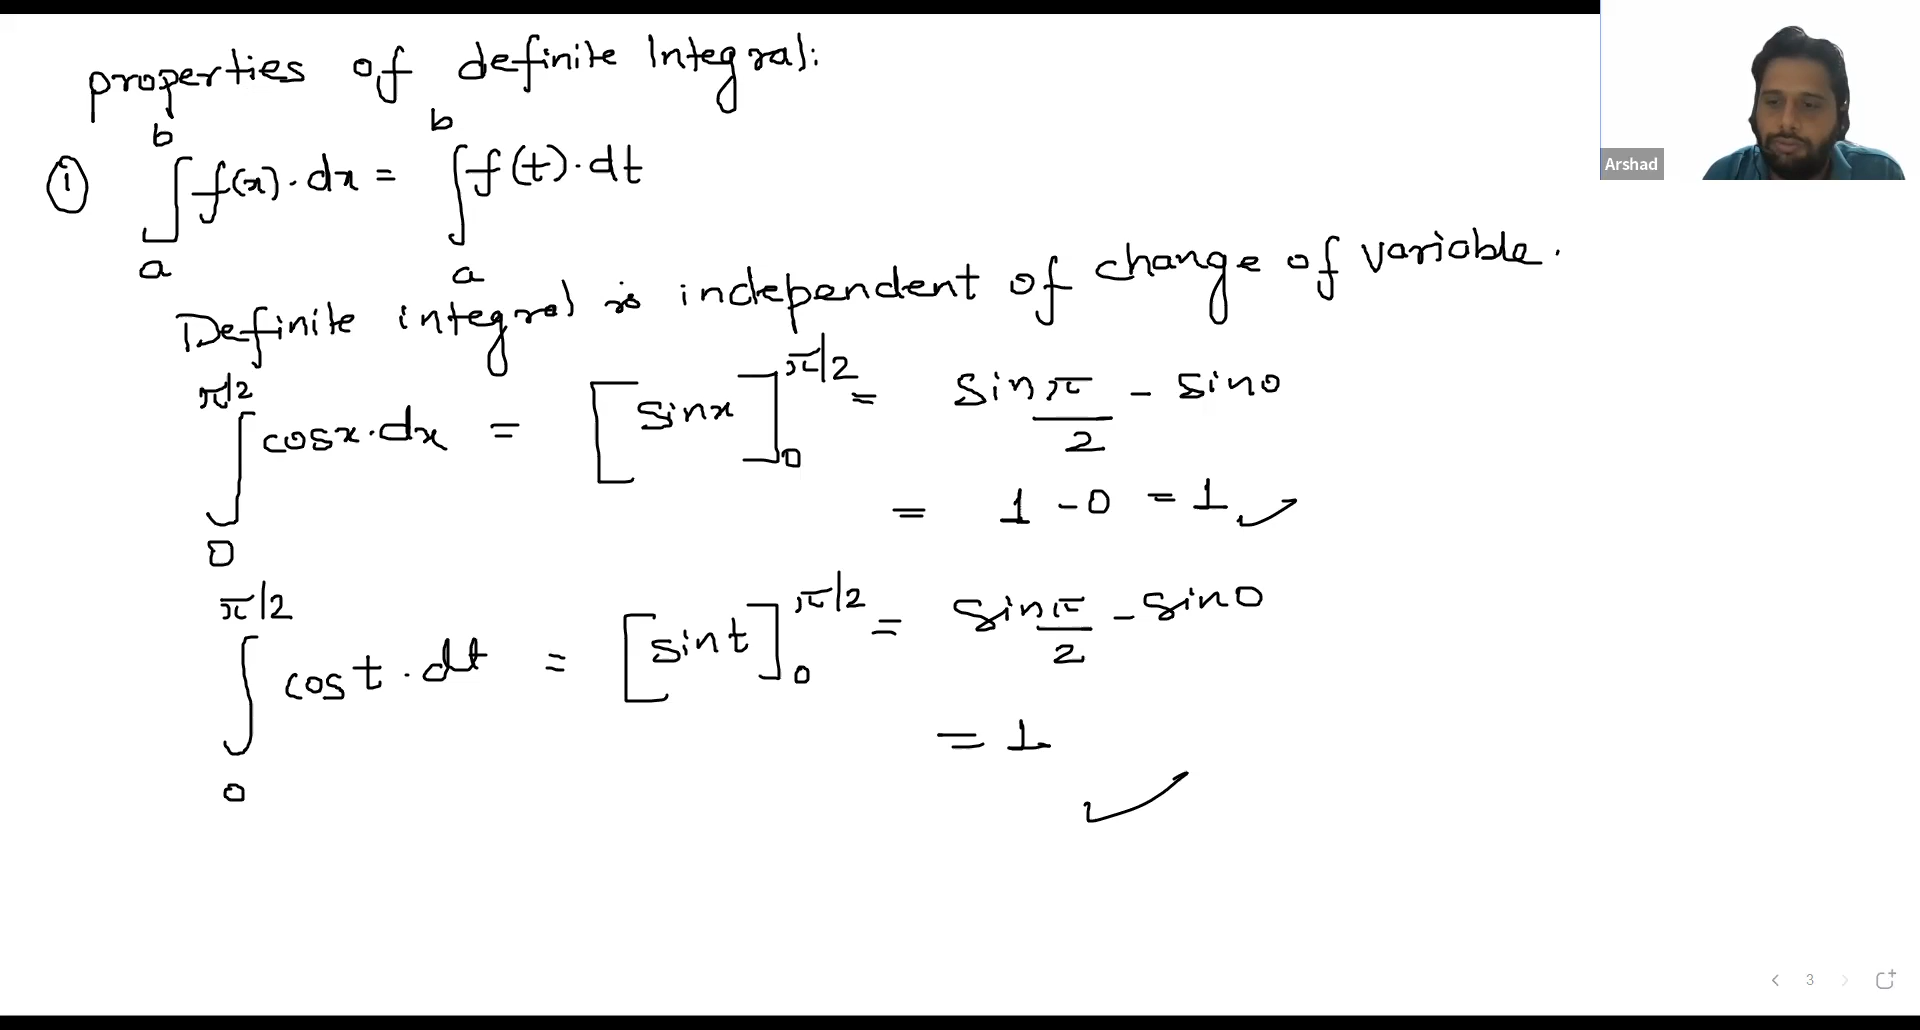 properties of definite Integral:
Arshad
(i) ∫_a^b f(x)·dx = ∫_a^b f(t)·dt
Definite integral is independent of change of variable.
∫_0^{π/2} cosx·dx = [sinx]_0^{π/2} = sin π/2 - sin0
= 1 - 0 = 1 ✓
∫_0^{π/2} cost·dt = [sint]_0^{π/2} = sin π/2 - sin0
= 1
✓
< 3 >